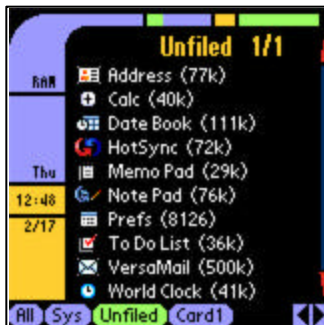 Unfiled 1/1
RAM
Address (77k)
Calc (40k)
Date Book (111k)
HotSync (72k)
Thu
Memo Pad (29k)
12:48
Note Pad (76k)
2/17
Prefs (8126)
To Do List (36k)
VersaMail (500k)
World Clock (41k)
All Sys Unfiled Card1